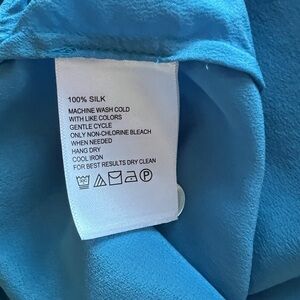 100% SILK
MACHINE WASH COLD
WITH LIKE COLORS
GENTLE CYCLE
ONLY NON-CHLORINE BLEACH
WHEN NEEDED
HANG DRY
COOL IRON
FOR BEST RESULTS DRY CLEAN
P